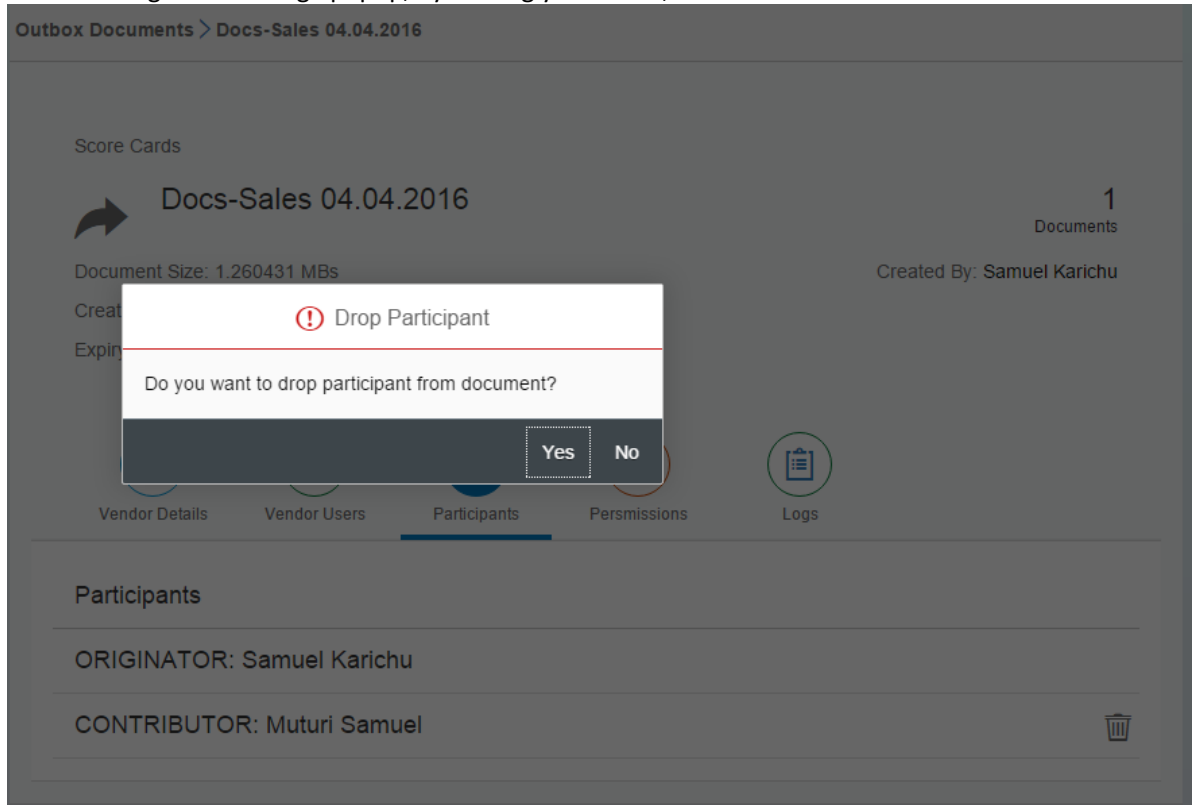 Outbox Documents > Docs-Sales 04.04.2016
Score Cards
Docs-Sales 04.04.2016
1
Documents
Document Size: 1.260431 MBs
Created By: Samuel Karichu
Creat
Expiry
Drop Participant
Do you want to drop participant from document?
Yes No
Vendor Details Vendor Users Participants Persmissions Logs
Participants
ORIGINATOR: Samuel Karichu
CONTRIBUTOR: Muturi Samuel